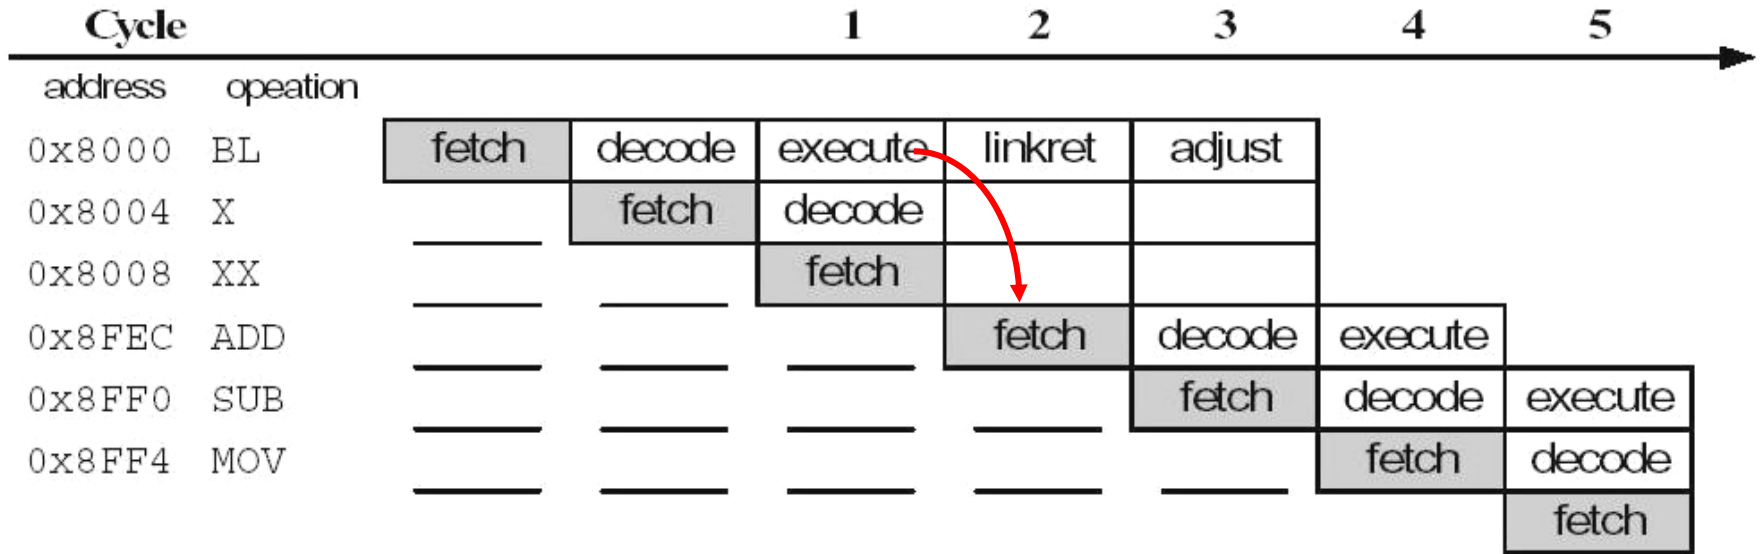 Cycle 1 2 3 4 5
address opeation
0x8000 BL fetch decode execute linkret adjust
0x8004 X fetch decode
0x8008 XX fetch
0x8FEC ADD fetch decode execute
0x8FF0 SUB fetch decode execute
0x8FF4 MOV fetch decode
fetch